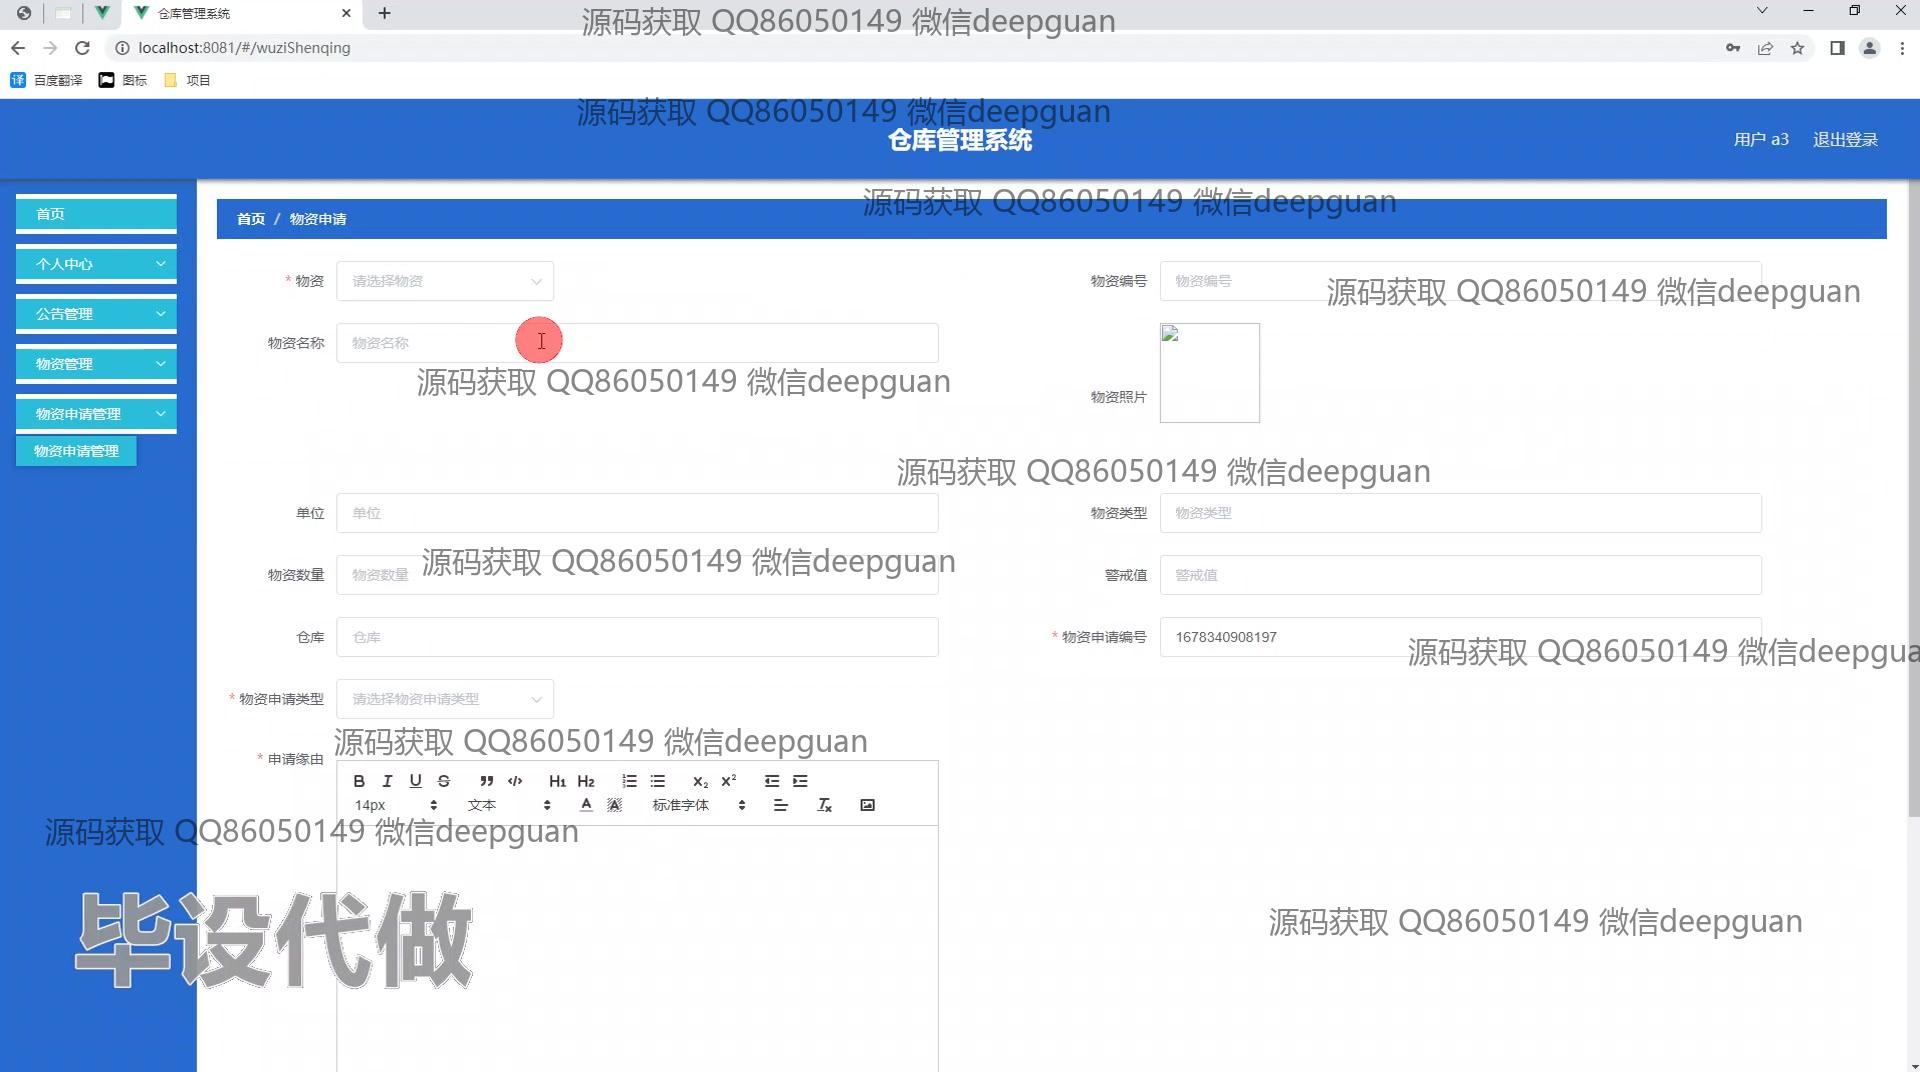 仓库管理系统
源码获取 QQ86050149 微信deepguan
localhost:8081/#/wuziShenqing
百度翻译 图标 项目
源码获取 QQ86050149 微信deepguan
仓库管理系统
用户 a3 退出登录
首页
个人中心
公告管理
物资管理
物资申请管理
物资申请管理
源码获取 QQ86050149 微信deepguan
首页 / 物资申请
* 物资 请选择物资
物资编号 物资编号
源码获取 QQ86050149 微信deepguan
物资名称 物资名称
源码获取 QQ86050149 微信deepguan
物资照片
源码获取 QQ86050149 微信deepguan
单位 单位
物资类型 物资类型
源码获取 QQ86050149 微信deepguan
物资数量 物资数量
警戒值 警戒值
仓库 仓库
* 物资申请编号 1678340908197
源码获取 QQ86050149 微信deepgua
* 物资申请类型 请选择物资申请类型
源码获取 QQ86050149 微信deepguan
* 申请缘由
B I U S H1 H2 X2 X2
14px 文本 A A 标准字体 Tx
源码获取 QQ86050149 微信deepguan
毕设代做
源码获取 QQ86050149 微信deepguan